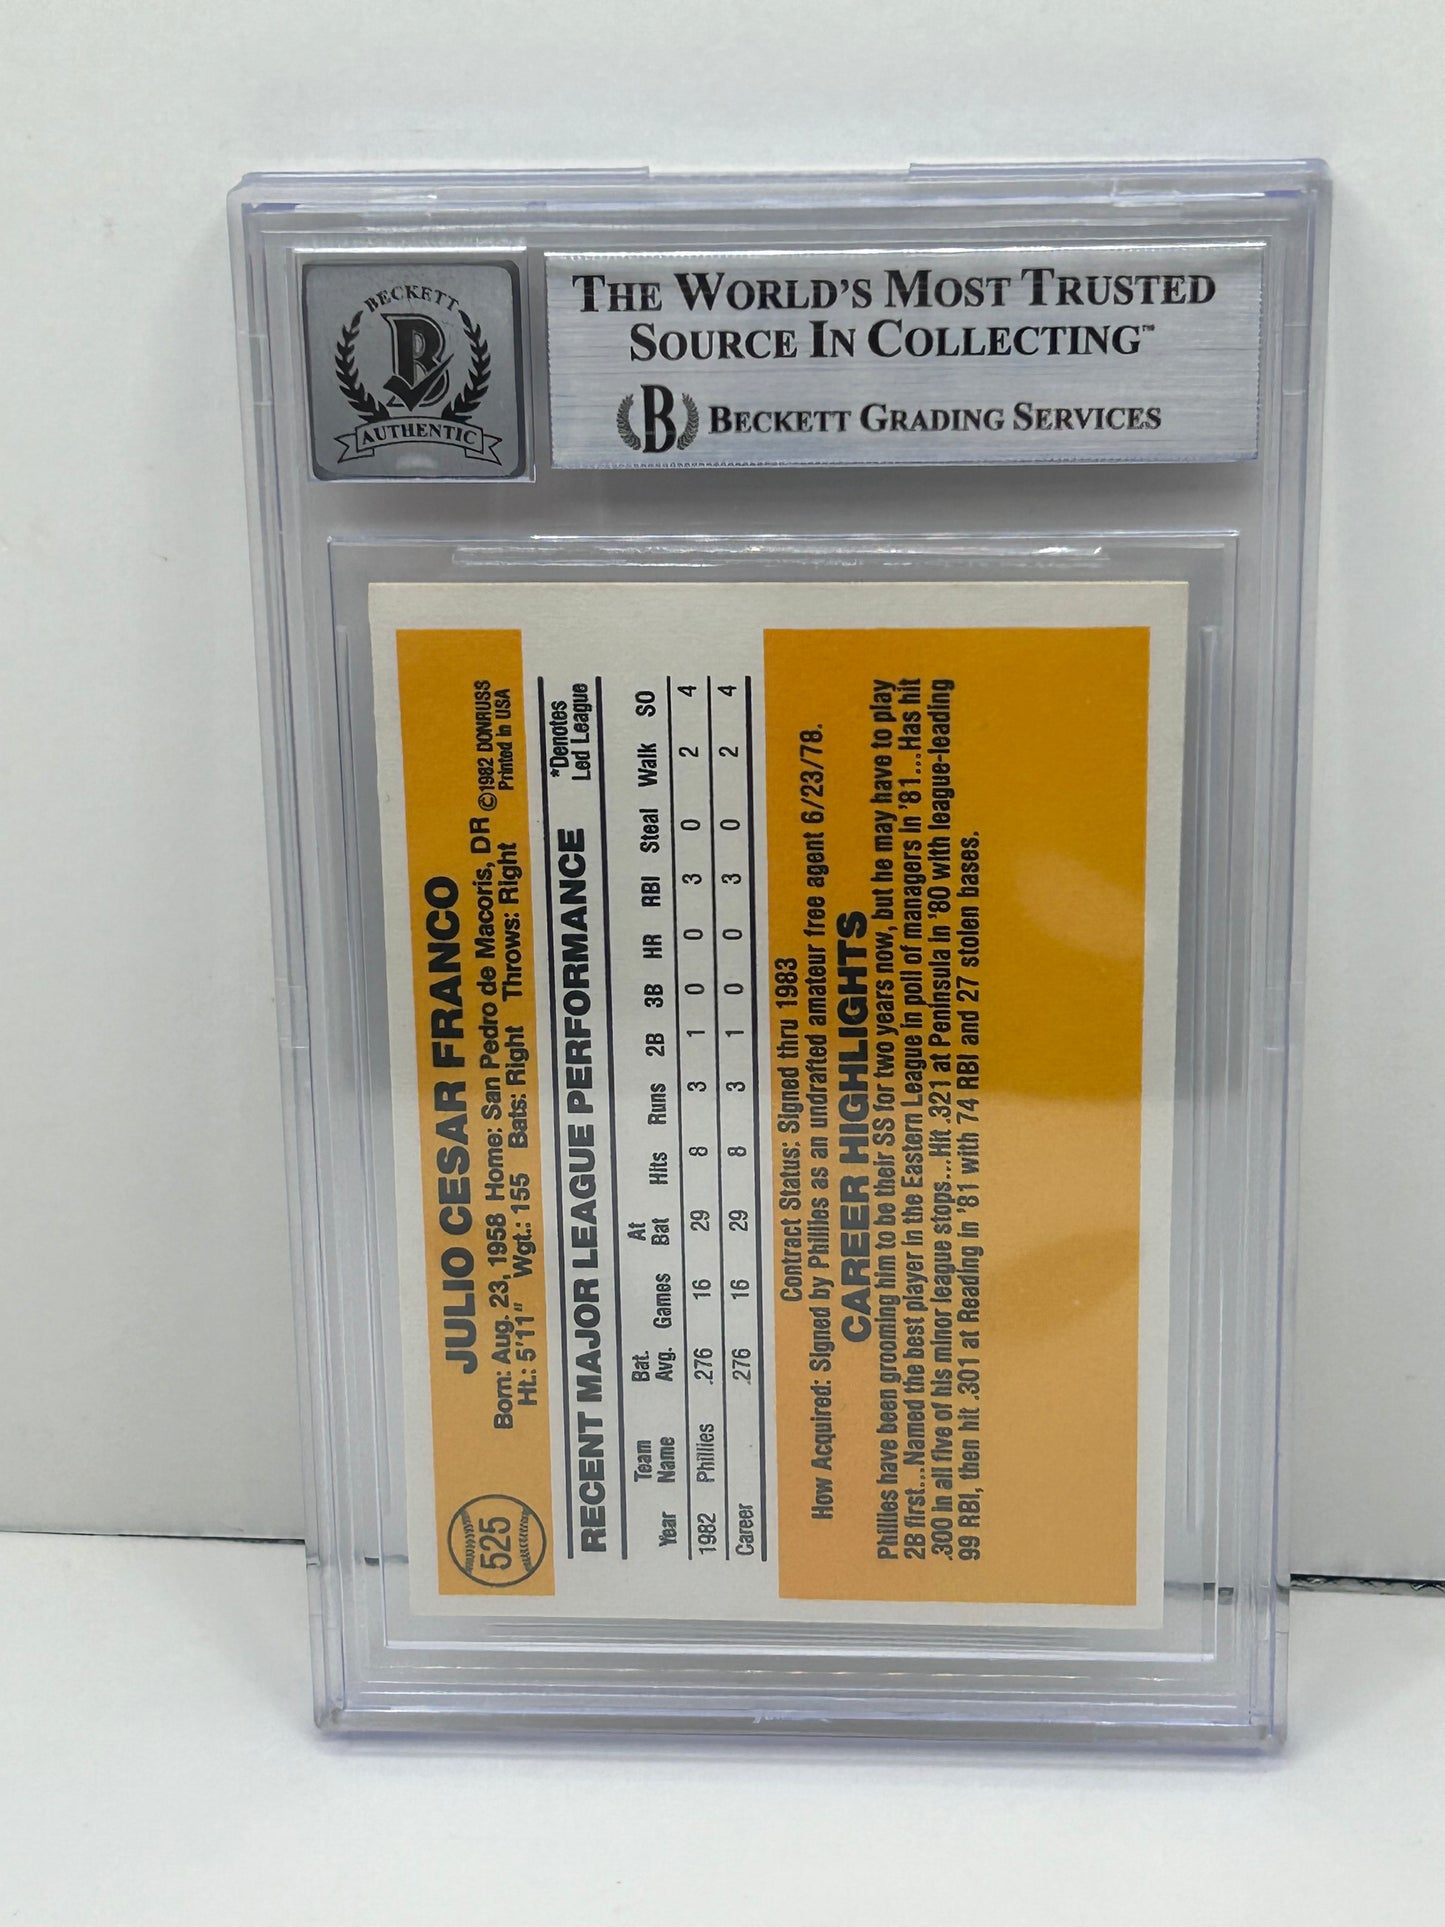 BECKETT
B
AUTHENTIC
THE WORLD'S MOST TRUSTED
SOURCE IN COLLECTING™
B BECKETT GRADING SERVICES
525
JULIO CESAR FRANCO
Born: Aug. 23, 1958 Home: San Pedro de Macoris, DR ©1982 DONRUSS
Ht.: 5'11" Wgt.: 155 Bats: Right Throws: Right Printed in USA
RECENT MAJOR LEAGUE PERFORMANCE *Denotes
Led League
Year Team Name Bat. Avg. Games At Bat Hits Runs 2B 3B HR RBI Steal Walk SO
1982 Phillies .276 16 29 8 3 1 0 0 3 0 2 4
Career .276 16 29 8 3 1 0 0 3 0 2 4
Contract Status: Signed thru 1983
How Acquired: Signed by Phillies as an undrafted amateur free agent 6/23/78.
CAREER HIGHLIGHTS
Phillies have been grooming him to be their SS for two years now, but he may have to play
2B first...Named the best player in the Eastern League in poll of managers in '81...Has hit
.300 in all five of his minor league stops...Hit .321 at Peninsula in '80 with league-leading
99 RBI, then hit .301 at Reading in '81 with 74 RBI and 27 stolen bases.